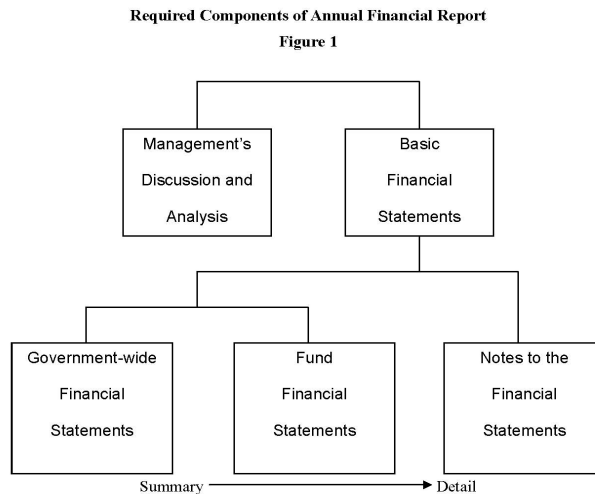 Required Components of Annual Financial Report
Figure 1
Management’s
Discussion and
Analysis
Basic
Financial
Statements
Government-wide
Financial
Statements
Fund
Financial
Statements
Notes to the
Financial
Statements
Summary
Detail